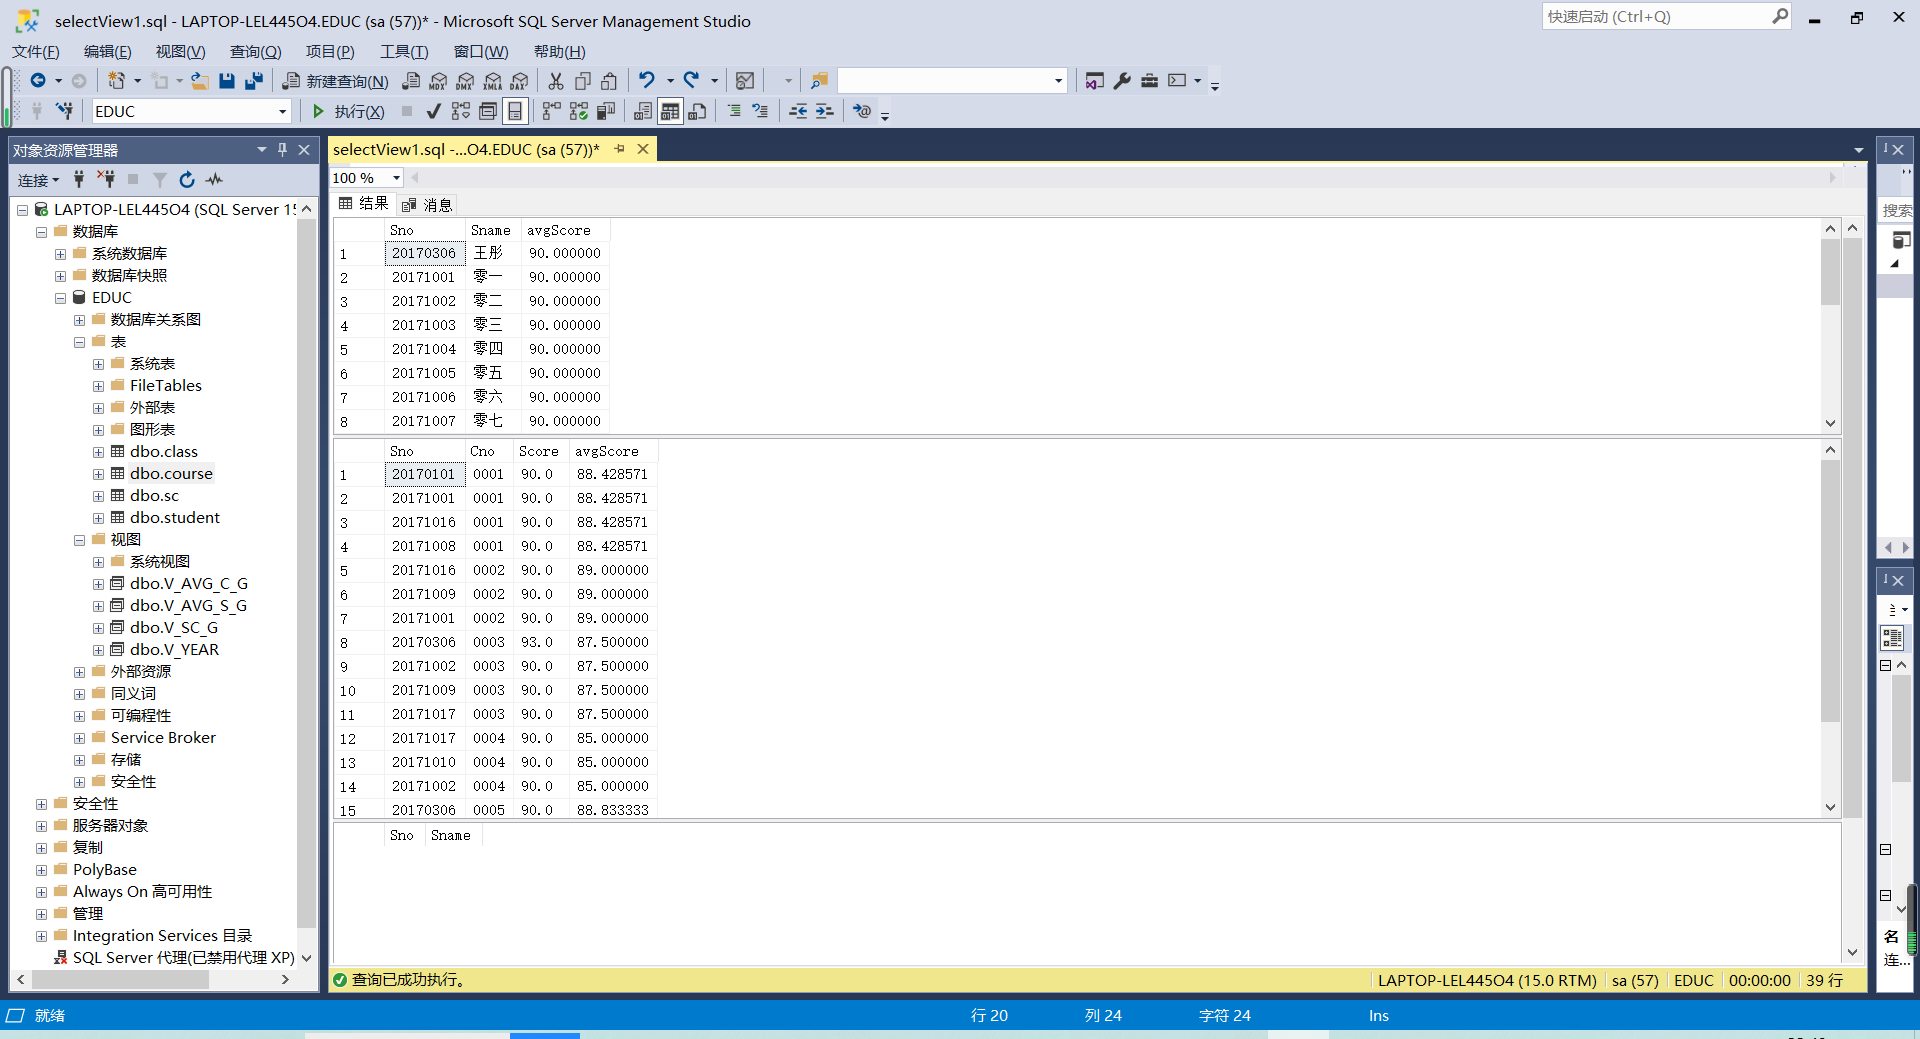 selectView1.sql - LAPTOP-LEL445O4.EDUC (sa (57))* - Microsoft SQL Server Management Studio
快速启动 (Ctrl+Q)
文件(F) 编辑(E) 视图(V) 查询(Q) 项目(P) 工具(T) 窗口(W) 帮助(H)
新建查询(N) MDX DMX XMLA DAX
EDUC 执行(X)
对象资源管理器
连接
LAPTOP-LEL445O4 (SQL Server 15
数据库
系统数据库
数据库快照
EDUC
数据库关系图
表
系统表
FileTables
外部表
图形表
dbo.class
dbo.course
dbo.sc
dbo.student
视图
系统视图
dbo.V_AVG_C_G
dbo.V_AVG_S_G
dbo.V_SC_G
dbo.V_YEAR
外部资源
同义词
可编程性
Service Broker
存储
安全性
安全性
服务器对象
复制
PolyBase
Always On 高可用性
管理
Integration Services 目录
SQL Server 代理(已禁用代理 XP)
selectView1.sql -...O4.EDUC (sa (57))*
100 %
结果 消息
Sno Sname avgScore
1 20170306 王彤 90.000000
2 20171001 零一 90.000000
3 20171002 零二 90.000000
4 20171003 零三 90.000000
5 20171004 零四 90.000000
6 20171005 零五 90.000000
7 20171006 零六 90.000000
8 20171007 零七 90.000000
Sno Cno Score avgScore
1 20170101 0001 90.0 88.428571
2 20171001 0001 90.0 88.428571
3 20171016 0001 90.0 88.428571
4 20171008 0001 90.0 88.428571
5 20171016 0002 90.0 89.000000
6 20171009 0002 90.0 89.000000
7 20171001 0002 90.0 89.000000
8 20170306 0003 93.0 87.500000
9 20171002 0003 90.0 87.500000
10 20171009 0003 90.0 87.500000
11 20171017 0003 90.0 87.500000
12 20171017 0004 90.0 85.000000
13 20171010 0004 90.0 85.000000
14 20171002 0004 90.0 85.000000
15 20170306 0005 90.0 88.833333
Sno Sname
查询已成功执行。
LAPTOP-LEL445O4 (15.0 RTM) sa (57) EDUC 00:00:00 39 行
搜索
名
连...
就绪 行 20 列 24 字符 24 Ins